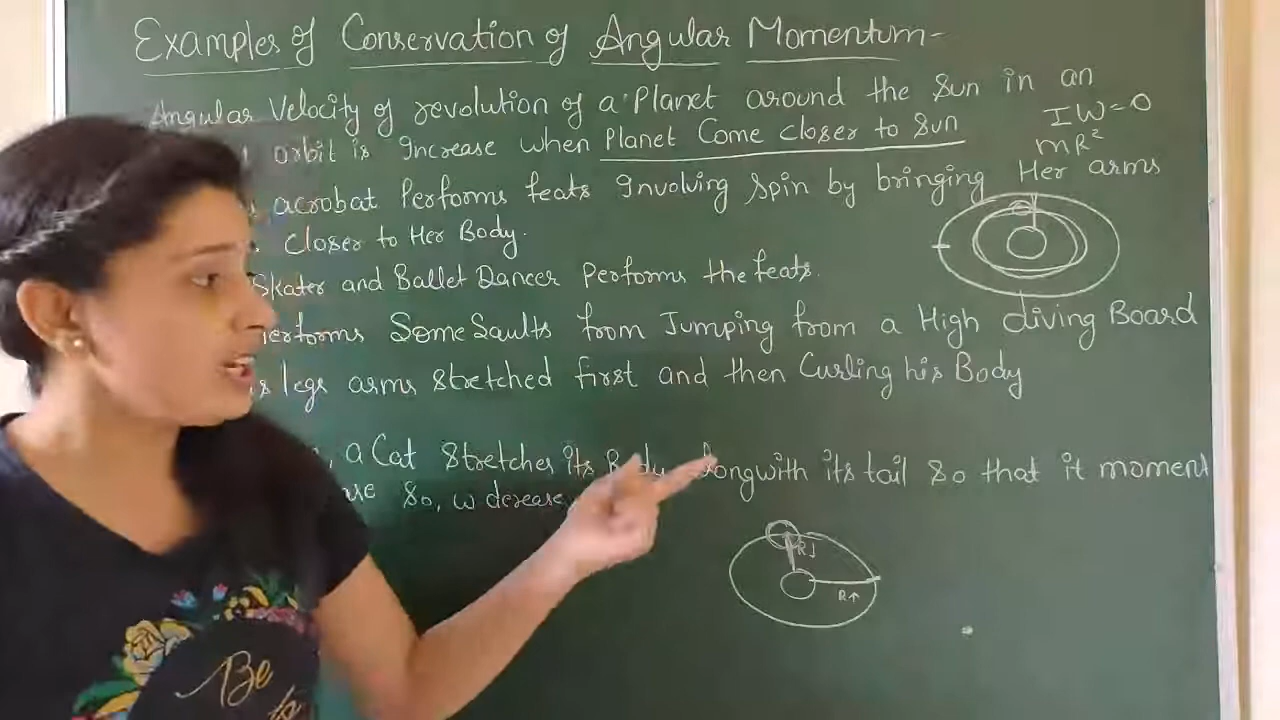 Examples of Conservation of Angular Momentum-
Angular Velocity of revolution of a Planet around the Sun in an
orbit is Increase when Planet Come closer to Sun
IW=0
mR²
acrobat Performs feats Involving Spin by bringing Her arms
Closer to Her Body.
Skater and Ballet Dancer Performs the feats.
Performs SomeSaults from Jumping from a High diving Board
legs arms stretched first and then Curling his Body
a Cat Stretches its Body alongwith its tail So that it moment
So, w decrease
R↓
R↑
Be